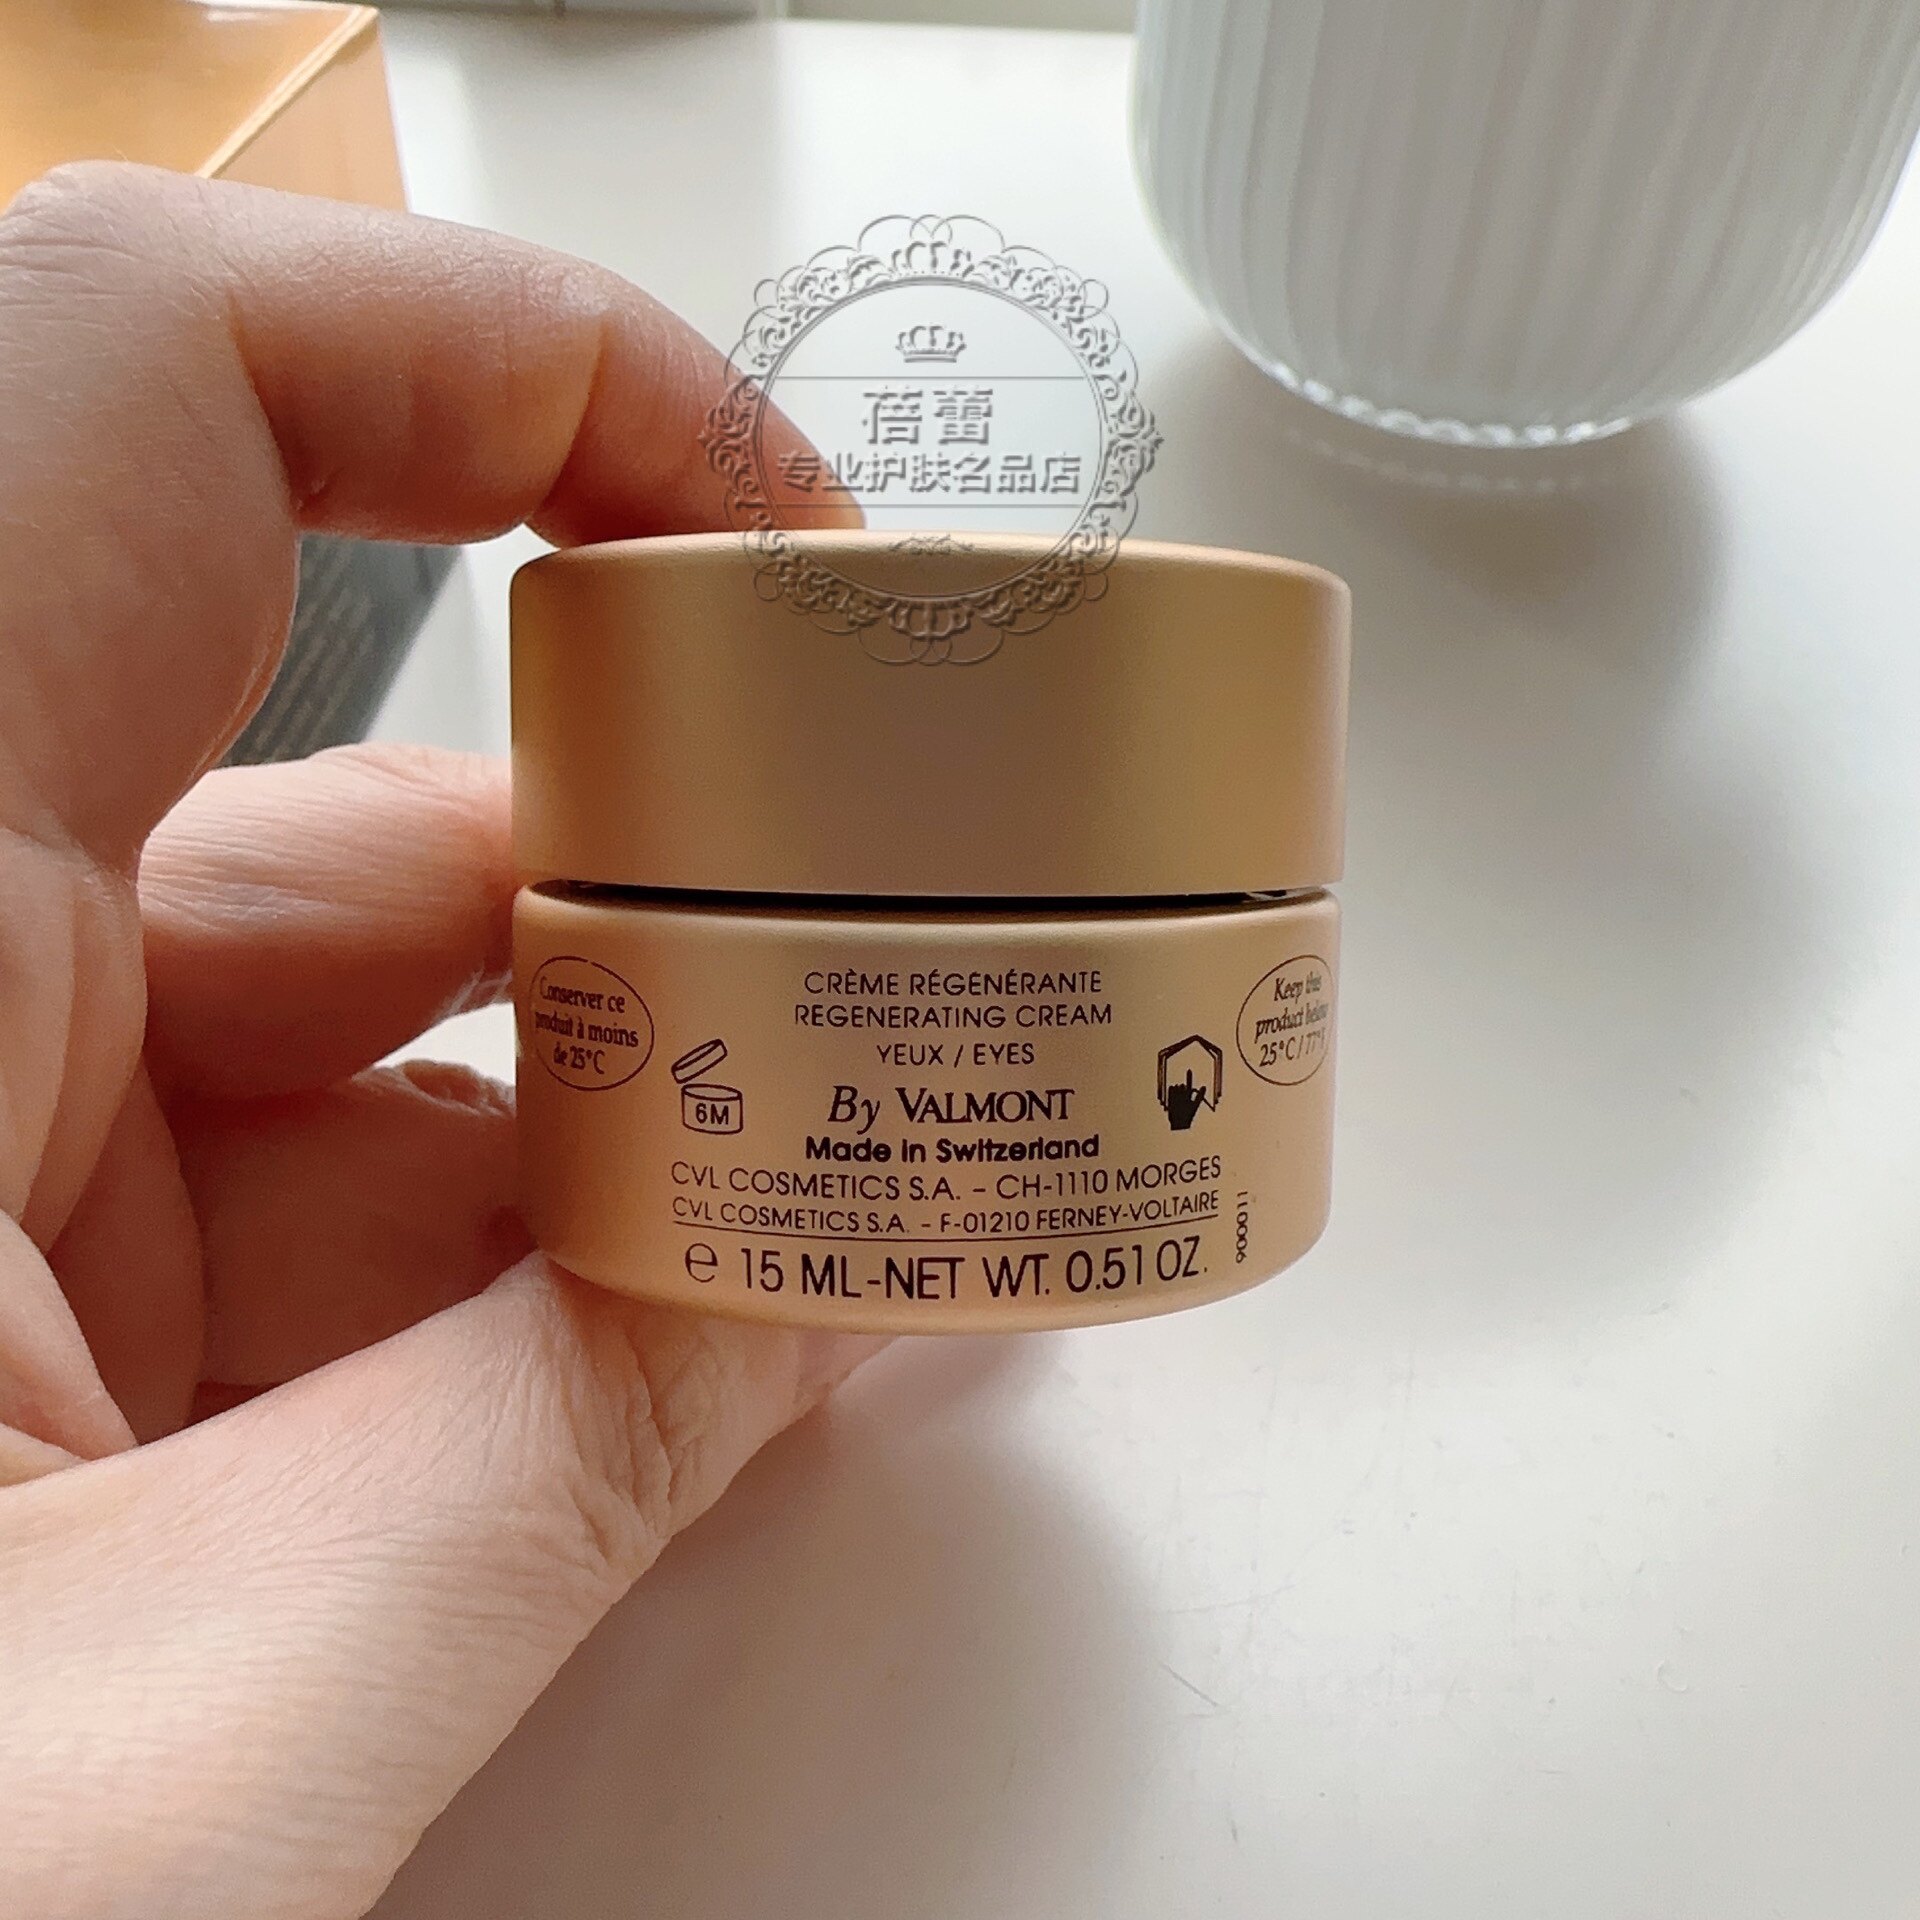 蓓蕾
专业护肤名品店
Conserver ce
produit à moins
de 25°C
CRÈME RÉGENÉRANTE
REGENERATING CREAM
YEUX / EYES
By VALMONT
Made in Switzerland
CVL COSMETICS S.A. - CH-1110 MORGES
CVL COSMETICS S.A. - F-01210 FERNEY-VOLTAIRE
e 15 ML-NET WT. 0.51 OZ.
6M
Keep this
product below
25°C / 77°F
110006